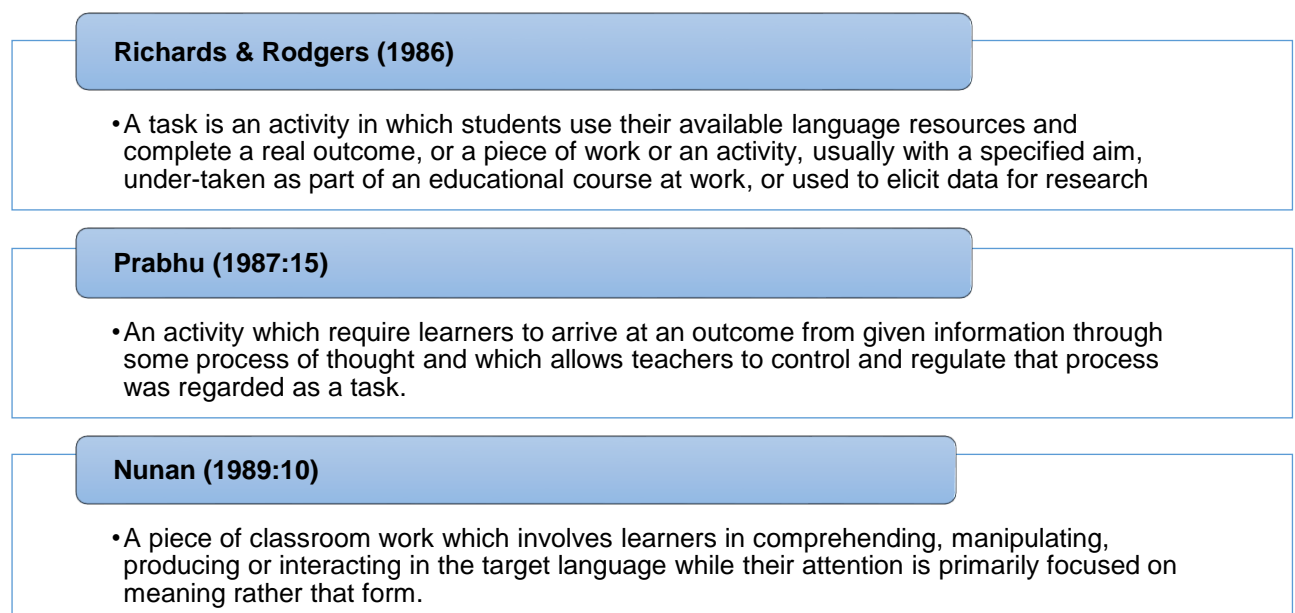 Richards & Rodgers (1986)
•A task is an activity in which students use their available language resources and
complete a real outcome, or a piece of work or an activity, usually with a specified aim,
under-taken as part of an educational course at work, or used to elicit data for research
Prabhu (1987:15)
•An activity which require learners to arrive at an outcome from given information through
some process of thought and which allows teachers to control and regulate that process
was regarded as a task.
Nunan (1989:10)
•A piece of classroom work which involves learners in comprehending, manipulating,
producing or interacting in the target language while their attention is primarily focused on
meaning rather that form.